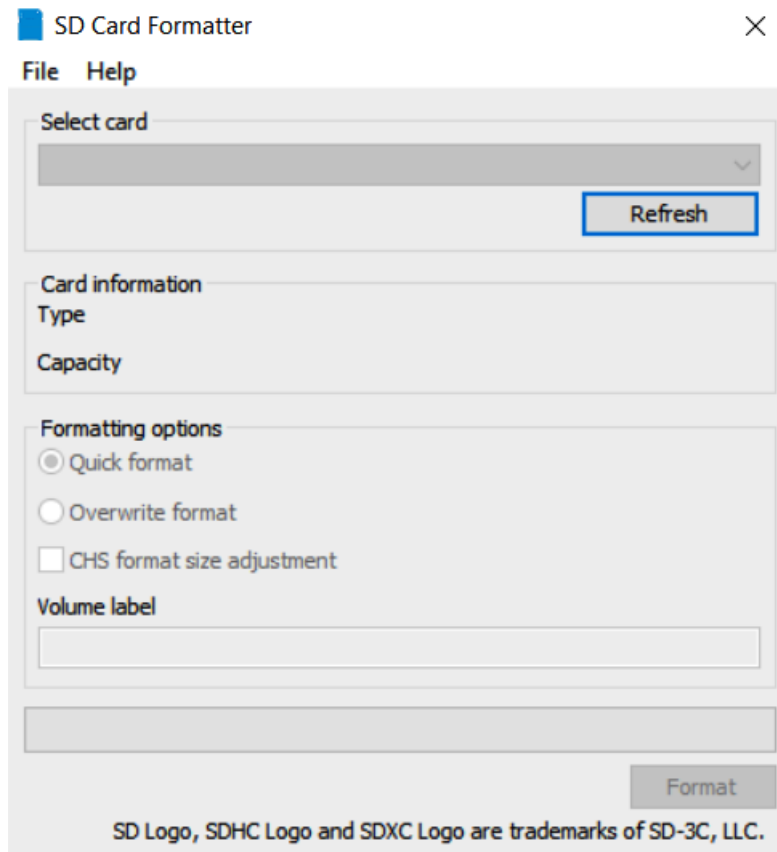 SD Card Formatter
File Help
Select card
Refresh
Card information
Type
Capacity
Formatting options
Quick format
Overwrite format
CHS format size adjustment
Volume label
Format
SD Logo, SDHC Logo and SDXC Logo are trademarks of SD-3C, LLC.